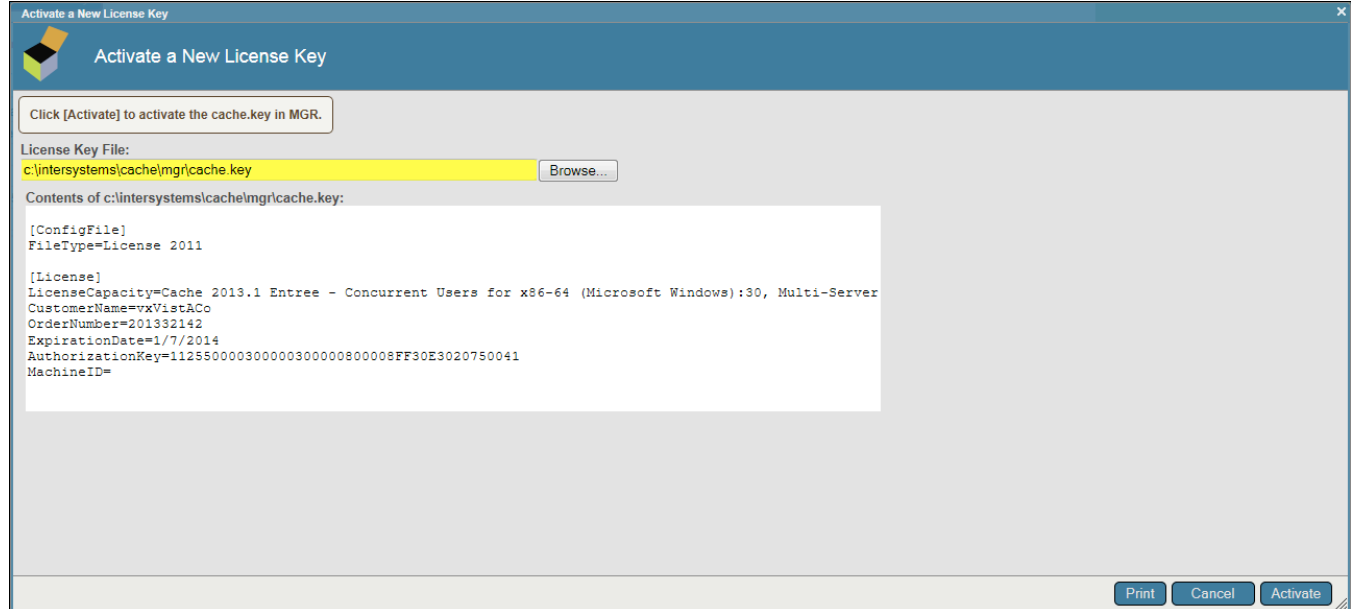 Activate a New License Key
×
Activate a New License Key
Click [Activate] to activate the cache.key in MGR.
License Key File:
c:\intersystems\cache\mgr\cache.key
Browse...
Contents of c:\intersystems\cache\mgr\cache.key:
[ConfigFile]
FileType=License 2011
[License]
LicenseCapacity=Cache 2013.1 Entree - Concurrent Users for x86-64 (Microsoft Windows):30, Multi-Server
CustomerName=vxVistACo
OrderNumber=201332142
ExpirationDate=1/7/2014
AuthorizationKey=1125500003000003000008000​08FF30E3020750041
MachineID=
Print Cancel Activate